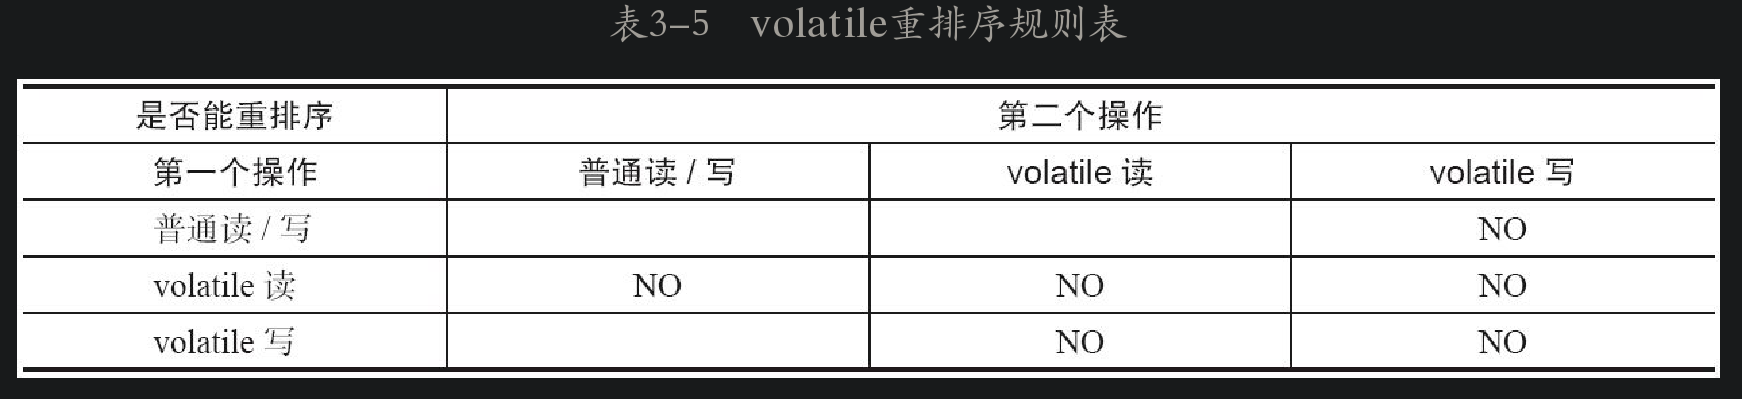 表3-5 volatile重排序规则表
是否能重排序 第二个操作
第一个操作 普通读 / 写 volatile 读 volatile 写
普通读 / 写 NO
volatile 读 NO NO NO
volatile 写 NO NO